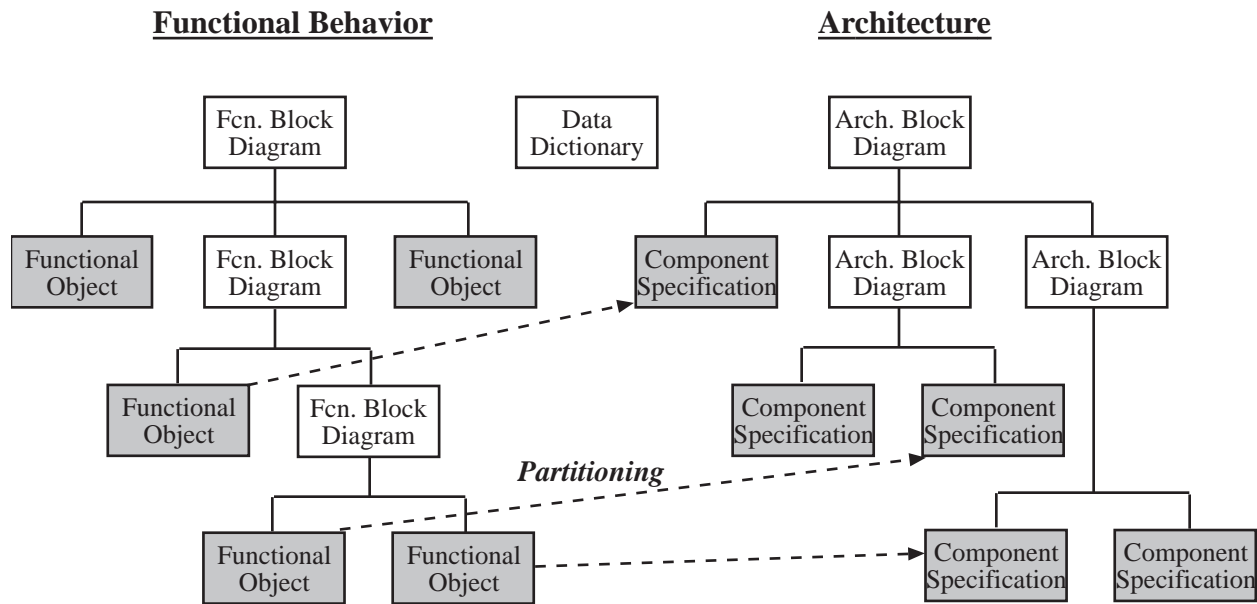 Functional Behavior
Architecture
Fcn. Block
Diagram
Data
Dictionary
Arch. Block
Diagram
Functional
Object
Fcn. Block
Diagram
Functional
Object
Component
Specification
Arch. Block
Diagram
Arch. Block
Diagram
Functional
Object
Fcn. Block
Diagram
Component
Specification
Component
Specification
Partitioning
Functional
Object
Functional
Object
Component
Specification
Component
Specification